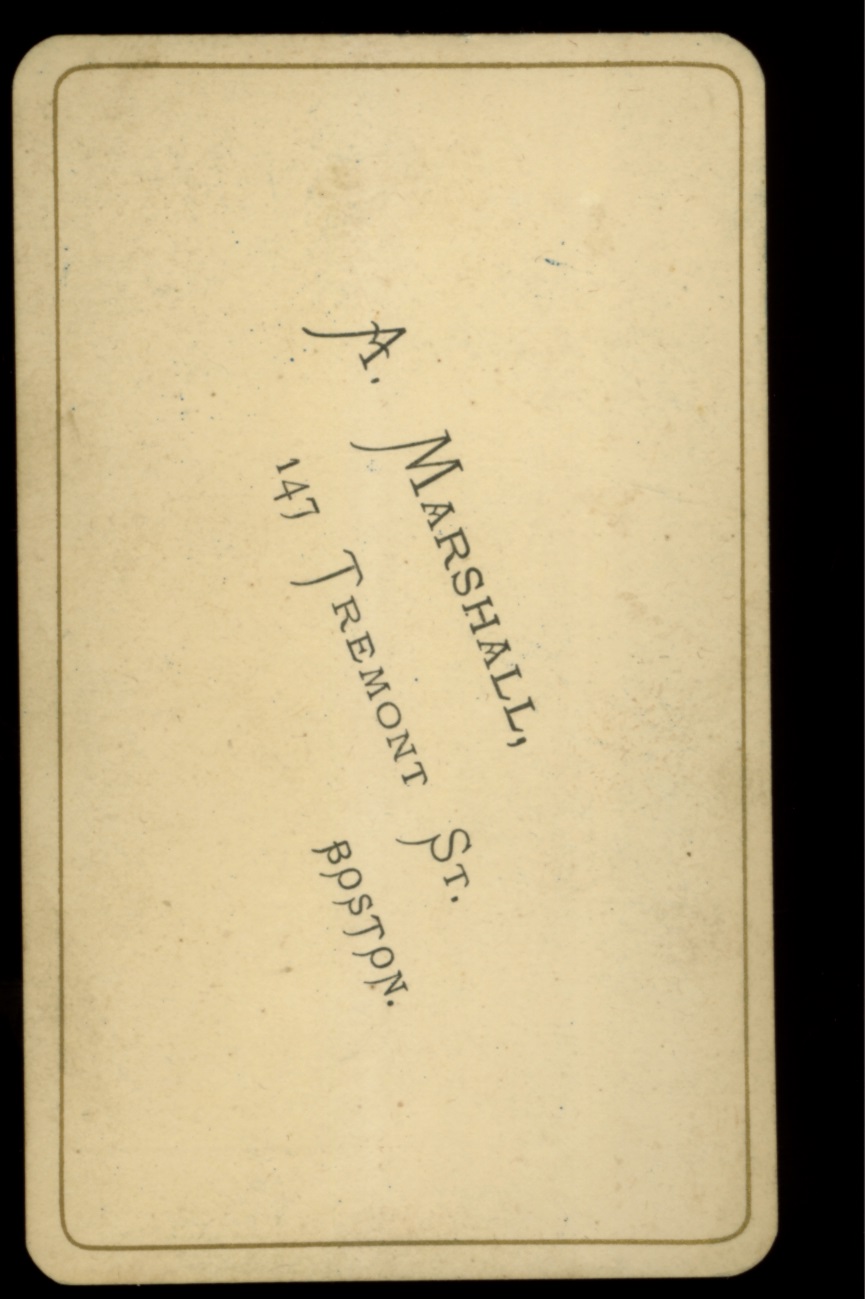 A. MARSHALL,
147 TREMONT ST.
BOSTON.